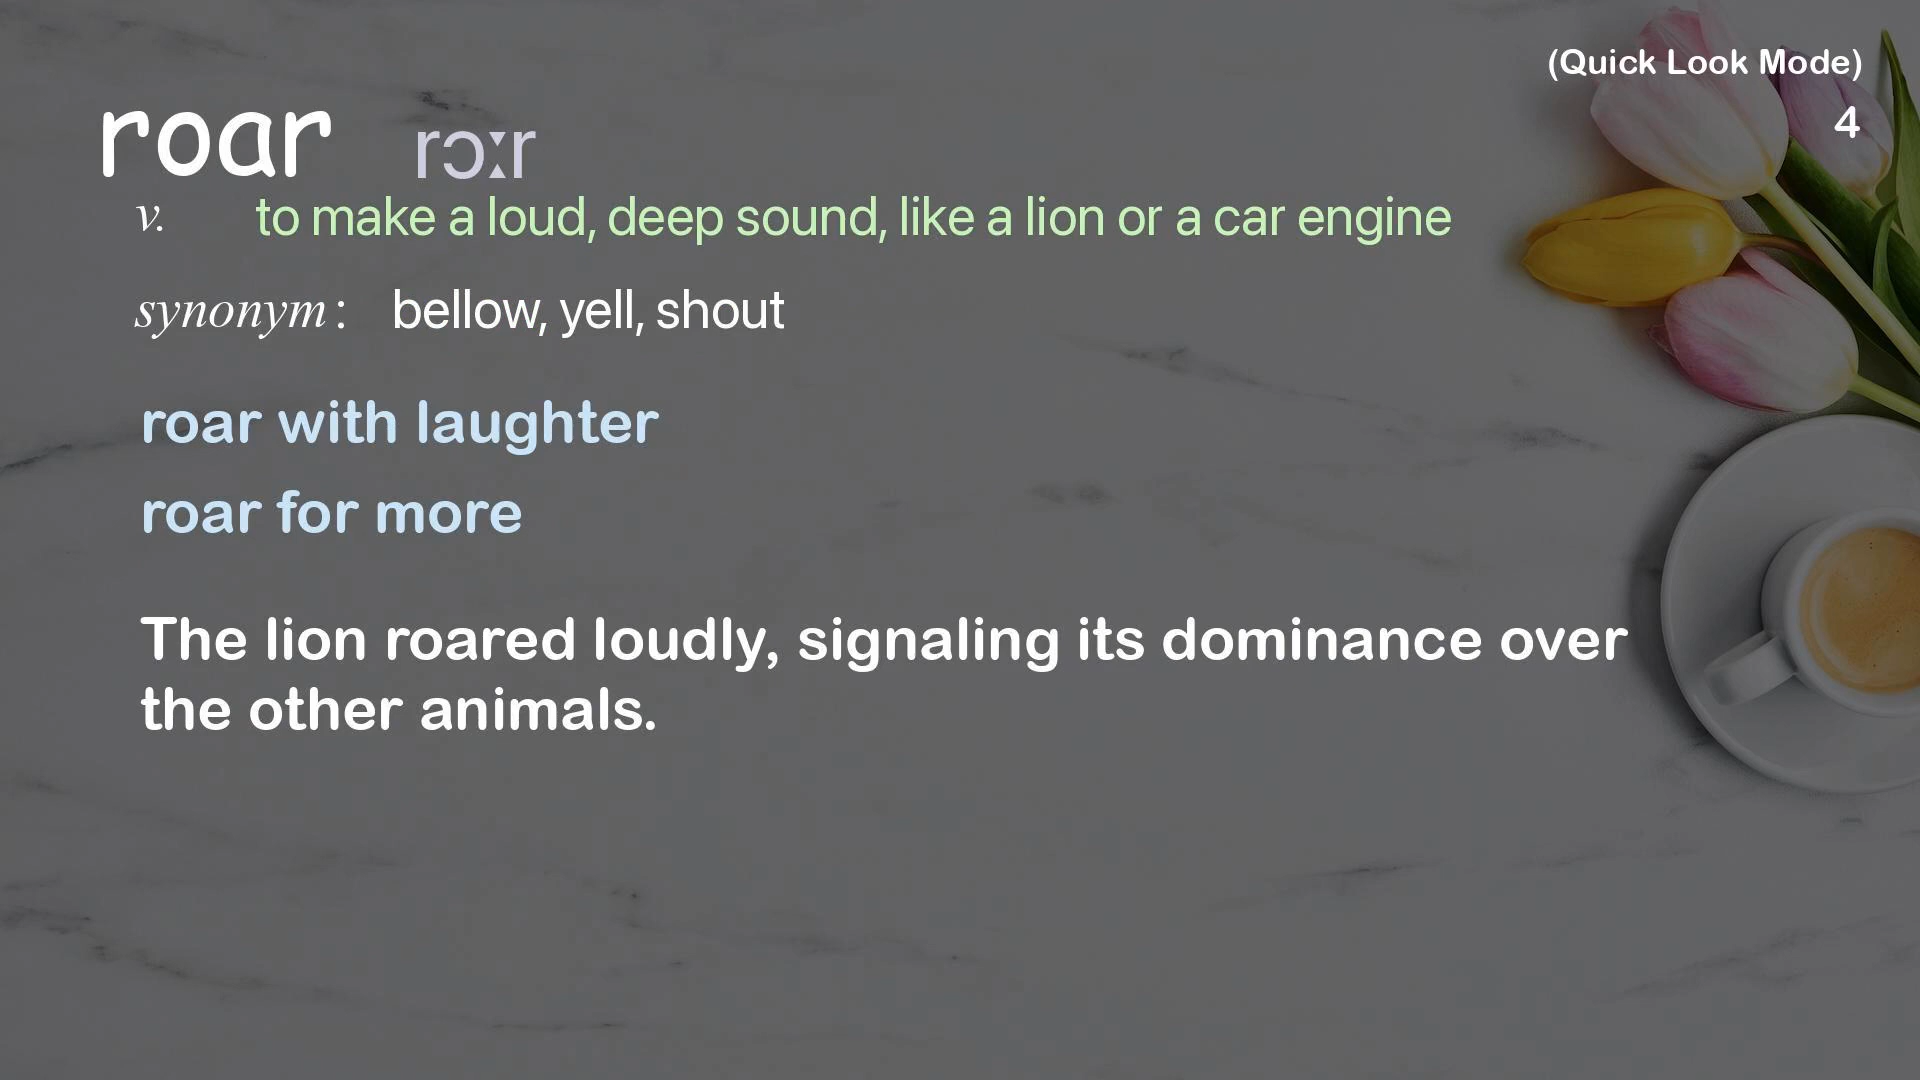 (Quick Look Mode)
4
roar rɔːr
v. to make a loud, deep sound, like a lion or a car engine
synonym: bellow, yell, shout
roar with laughter
roar for more
The lion roared loudly, signaling its dominance over
the other animals.